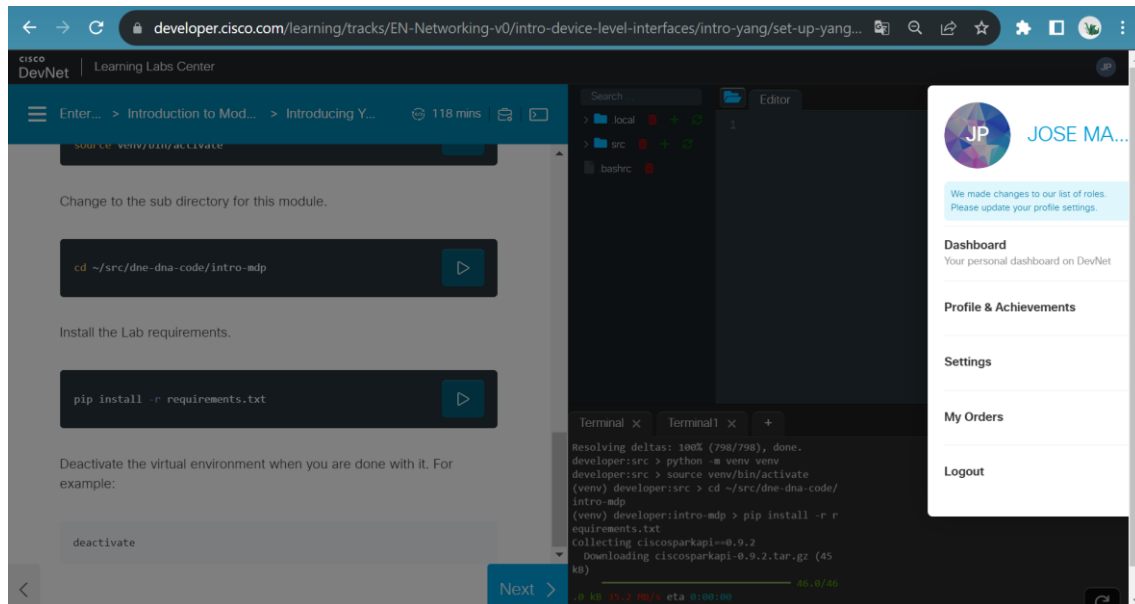 developer.cisco.com/learning/tracks/EN-Networking-v0/intro-device-level-interfaces/intro-yang/set-up-yang...
CISCO
DevNet
Learning Labs Center
JP
Enter... > Introduction to Mod... > Introducing Y...
118 mins
source venv/bin/activate
Change to the sub directory for this module.
cd ~/src/dne-dna-code/intro-mdp
Install the Lab requirements.
pip install -r requirements.txt
Deactivate the virtual environment when you are done with it. For
example:
deactivate
Next >
Search...
> local
> src
bashrc
Editor
1
Terminal × Terminal1 × +
Resolving deltas: 100% (798/798), done.
developer:src > python -m venv venv
developer:src > source venv/bin/activate
(venv) developer:src > cd ~/src/dne-dna-code/
intro-mdp
(venv) developer:intro-mdp > pip install -r r
equirements.txt
Collecting ciscosparkapi==0.9.2
Downloading ciscosparkapi-0.9.2.tar.gz (45
kB)
46.0/46
.0 kB 35.2 MB/s eta 0:00:00
JP
JOSE MA...
We made changes to our list of roles.
Please update your profile settings.
Dashboard
Your personal dashboard on DevNet
Profile & Achievements
Settings
My Orders
Logout